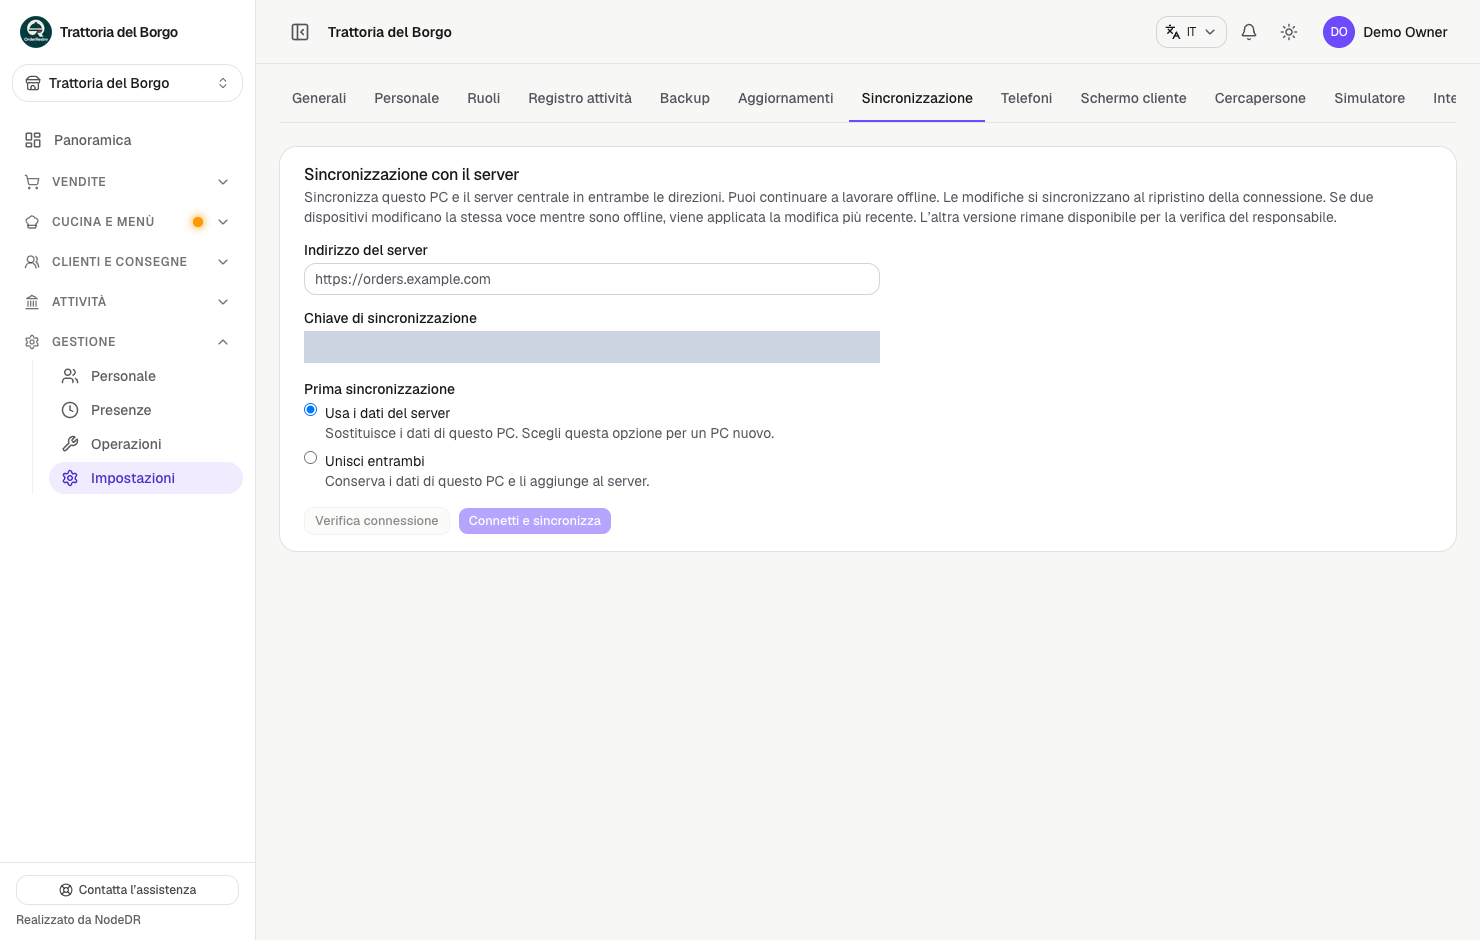 Trattoria del Borgo
Trattoria del Borgo
Panoramica
VENDITE
CUCINA E MENÙ
CLIENTI E CONSEGNE
ATTIVITÀ
GESTIONE
Personale
Presenze
Operazioni
Impostazioni
Contatta l'assistenza
Realizzato da NodeDR
Trattoria del Borgo
IT
DO
Demo Owner
Generali
Personale
Ruoli
Registro attività
Backup
Aggiornamenti
Sincronizzazione
Telefoni
Schermo cliente
Cercapersone
Simulatore
Inte
Sincronizzazione con il server
Sincronizza questo PC e il server centrale in entrambe le direzioni. Puoi continuare a lavorare offline. Le modifiche si sincronizzano al ripristino della connessione. Se due
dispositivi modificano la stessa voce mentre sono offline, viene applicata la modifica più recente. L'altra versione rimane disponibile per la verifica del responsabile.
Indirizzo del server
https://orders.example.com
Chiave di sincronizzazione
Prima sincronizzazione
Usa i dati del server
Sostituisce i dati di questo PC. Scegli questa opzione per un PC nuovo.
Unisci entrambi
Conserva i dati di questo PC e li aggiunge al server.
Verifica connessione
Connetti e sincronizza